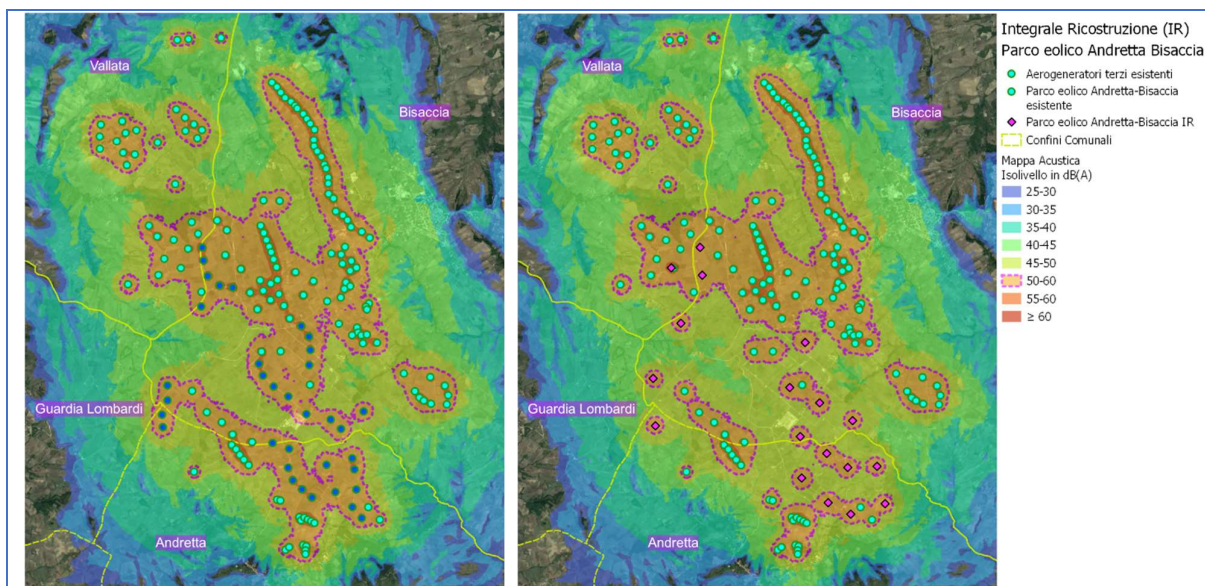 Vallata
Bisaccia
Guardia Lombardi
Andretta
Vallata
Bisaccia
Guardia Lombardi
Andretta
Integrale Ricostruzione (IR)
Parco eolico Andretta Bisaccia
Aerogeneratori terzi esistenti
Parco eolico Andretta-Bisaccia
esistente
Parco eolico Andretta-Bisaccia IR
Confini Comunali
Mappa Acustica
Isolivello in dB(A)
25-30
30-35
35-40
40-45
45-50
50-60
55-60
≥ 60